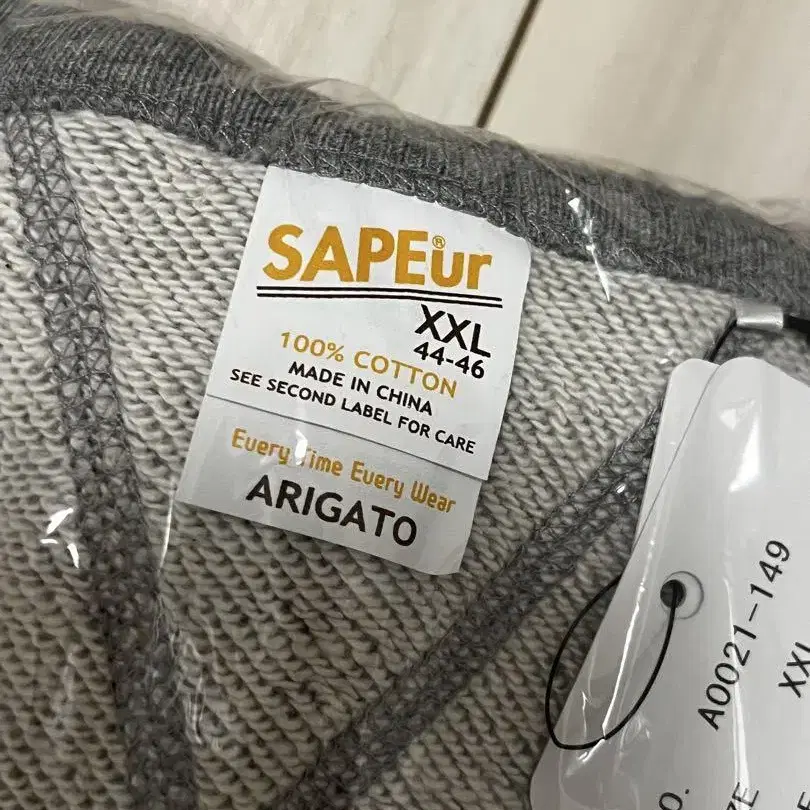 SAPEur®
XXL
44-46
100% COTTON
MADE IN CHINA
SEE SECOND LABEL FOR CARE
Every Time Every Wear
ARIGATO
A0021-149
XXL